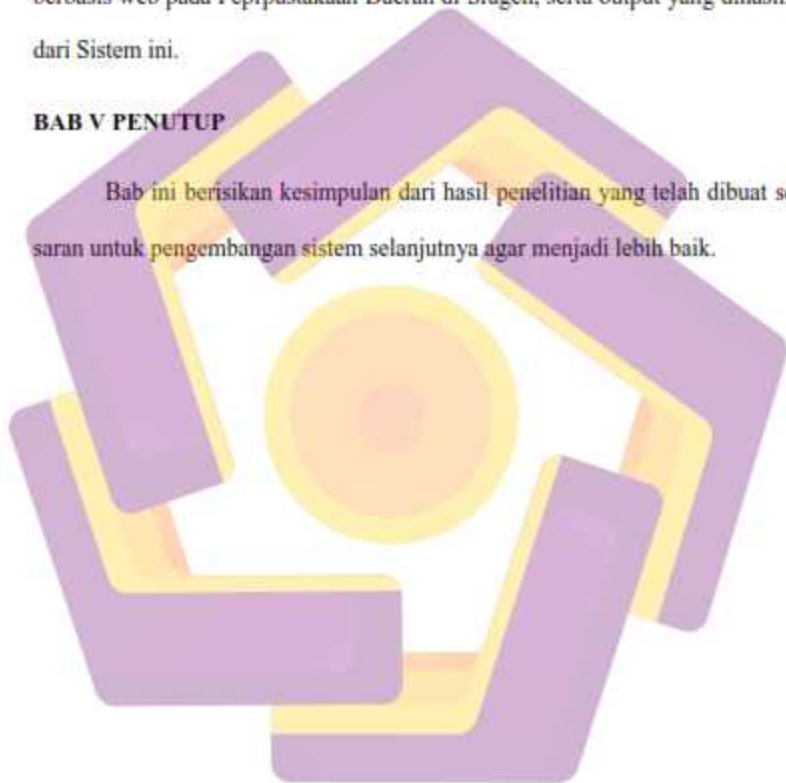 dari Sistem ini.
BAB V PENUTUP
Bab ini berisikan kesimpulan dari hasil penelitian yang telah dibuat
saran untuk pengembangan sistem selanjutnya agar menjadi lebih baik.